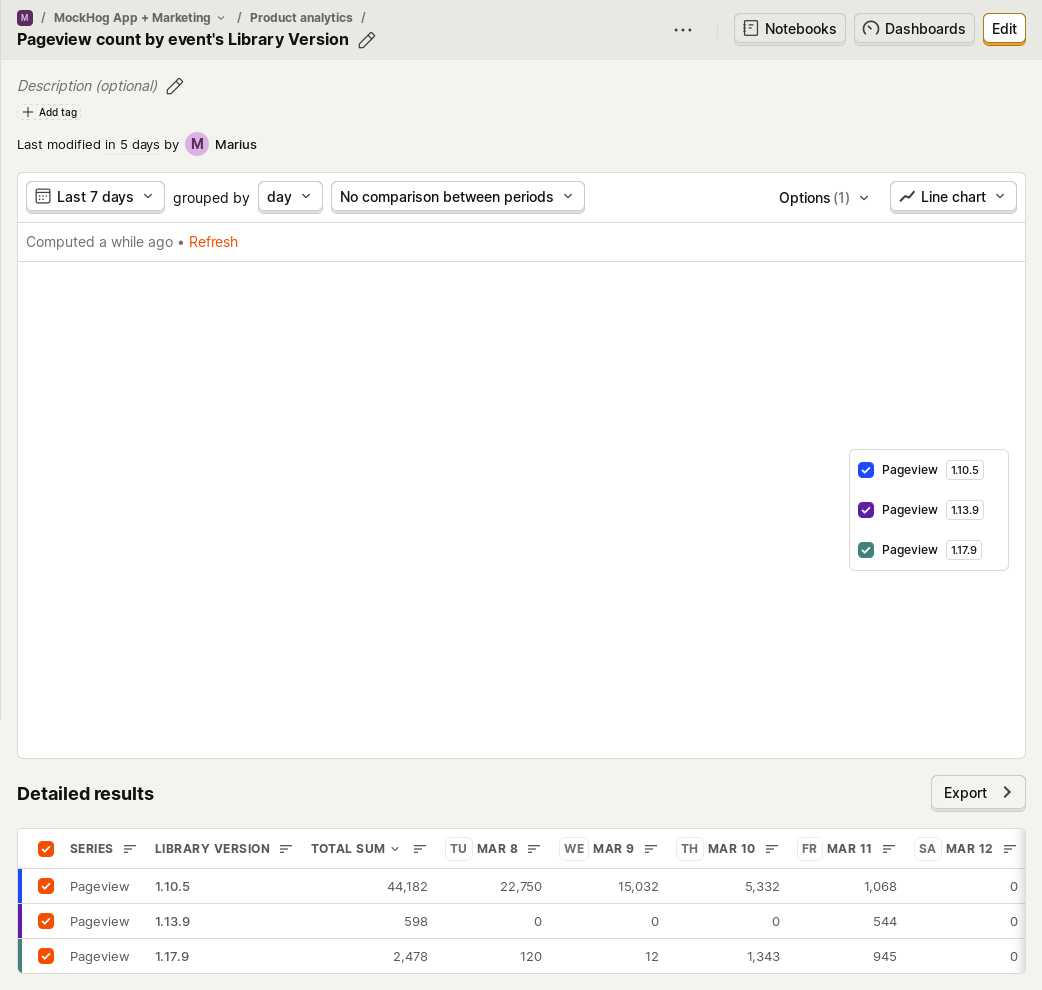 M / MockHog App + Marketing / Product analytics /
Pageview count by event's Library Version
Notebooks
Dashboards
Edit
Description (optional)
Add tag
Last modified in 5 days by M Marius
Last 7 days grouped by day No comparison between periods Options (1) Line chart
Computed a while ago • Refresh
Pageview 1.10.5
Pageview 1.13.9
Pageview 1.17.9
Detailed results
Export
SERIES LIBRARY VERSION TOTAL SUM TU MAR 8 WE MAR 9 TH MAR 10 FR MAR 11 SA MAR 12
Pageview 1.10.5 44,182 22,750 15,032 5,332 1,068 0
Pageview 1.13.9 598 0 0 0 544 0
Pageview 1.17.9 2,478 120 12 1,343 945 0